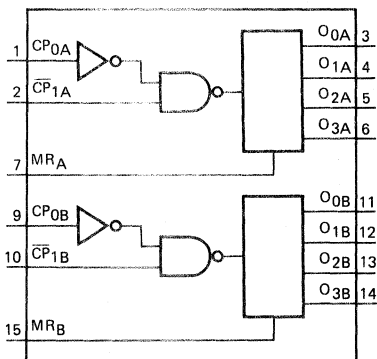 1 CP0A
2 C̅P̅1A
7 MRA
O0A 3
O1A 4
O2A 5
O3A 6
9 CP0B
10 C̅P̅1B
15 MRB
O0B 11
O1B 12
O2B 13
O3B 14